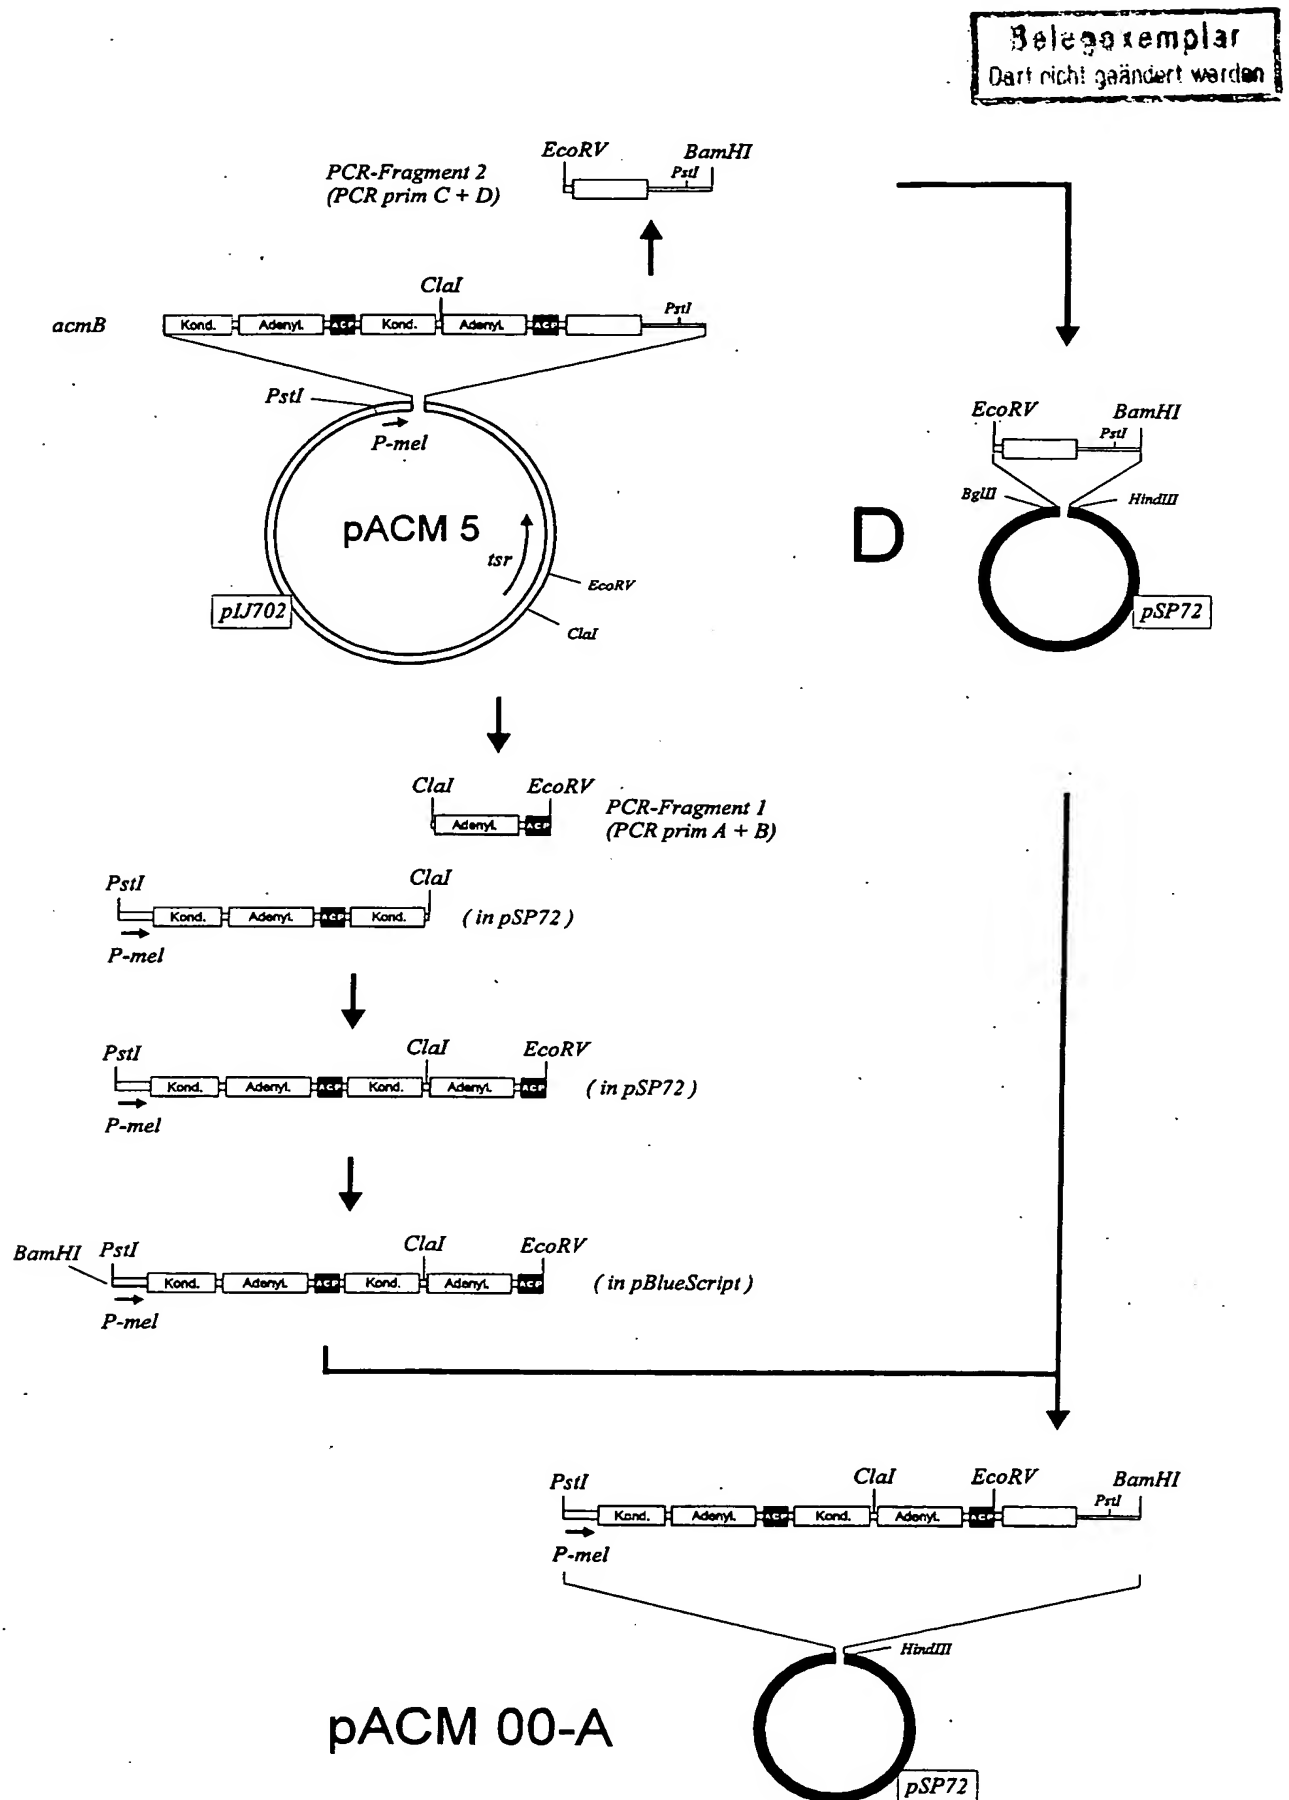 Belegexemplar
Darf nicht geändert werden
EcoRV BamHI
PstI
PCR-Fragment 2
(PCR prim C + D)
ClaI
PstI
acmB
Kond. Adenyl. ACP Kond. Adenyl. ACP
PstI
P-mel
pACM 5
tsr
EcoRV
ClaI
pIJ702
EcoRV BamHI
PstI
BglII HindIII
D
pSP72
ClaI EcoRV
Adenyl. ACP
PCR-Fragment 1
(PCR prim A + B)
PstI ClaI
Kond. Adenyl. ACP Kond. ( in pSP72 )
P-mel
PstI ClaI EcoRV
Kond. Adenyl. ACP Kond. Adenyl. ACP ( in pSP72 )
P-mel
BamHI PstI ClaI EcoRV
Kond. Adenyl. ACP Kond. Adenyl. ACP ( in pBlueScript )
P-mel
PstI ClaI EcoRV BamHI
PstI
Kond. Adenyl. ACP Kond. Adenyl. ACP
P-mel
HindIII
pACM 00-A
pSP72